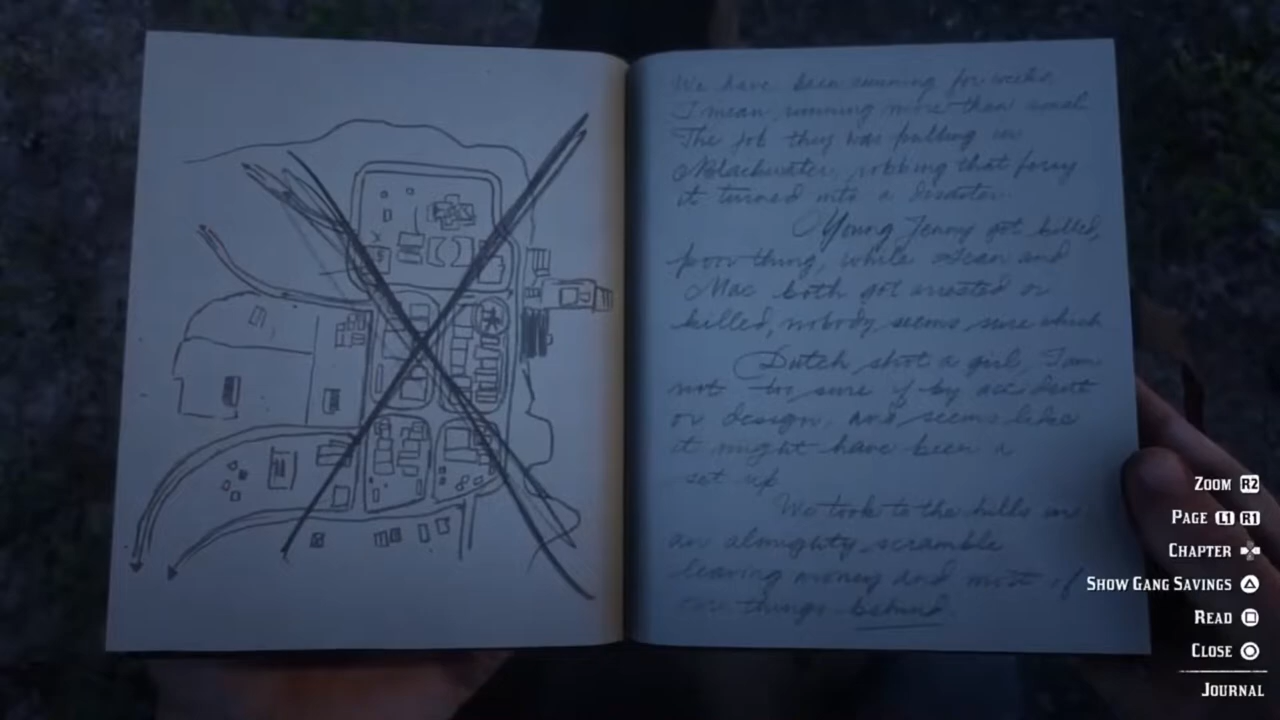 We have been running for weeks.
I mean, running more than usual.
The job they was pulling in
Blackwater, robbing that ferry
it turned into a disaster.
Young Jenny got killed,
poor thing, while Sean and
Mac both got arrested or
killed, nobody seems sure which
Dutch shot a girl, I am
not too sure if by accident
or design, and seems like
it might have been a
set up
We took to the hills in
an almighty scramble
leaving money and most of
our things behind.
ZOOM R2
PAGE L1 R1
CHAPTER
SHOW GANG SAVINGS
READ
CLOSE
JOURNAL